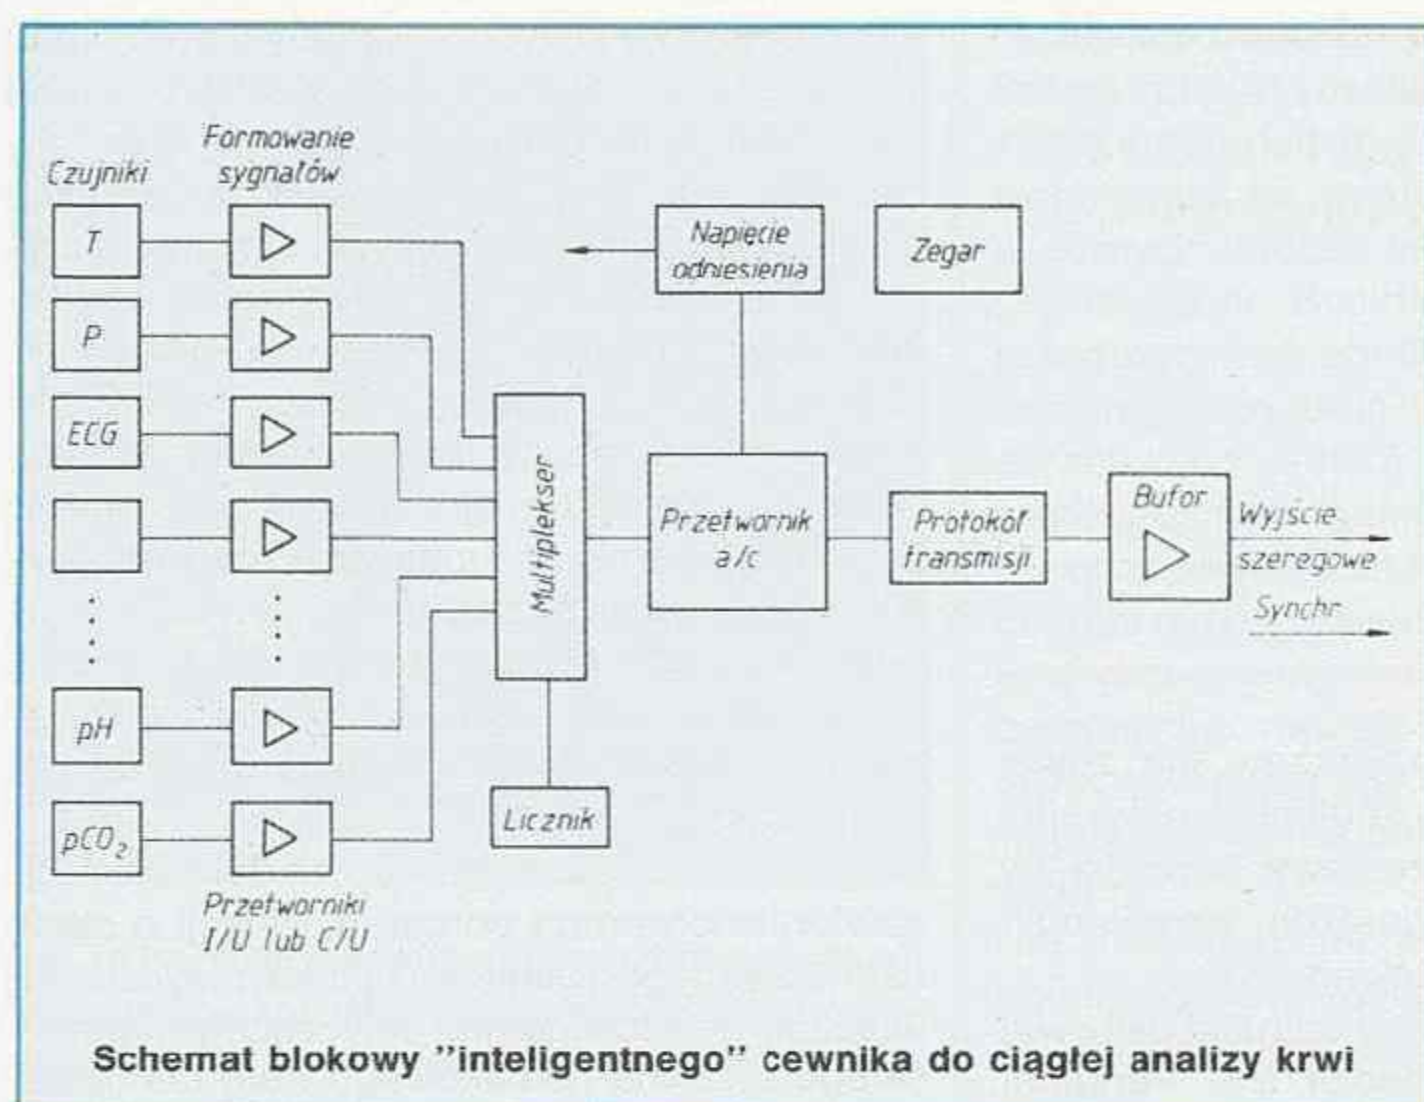 Czujniki
Formowanie
sygnałów
T
P
ECG
pH
pCO₂
Przetworniki
I/U lub C/U
Multiplekser
Licznik
Napięcie
odniesienia
Zegar
Przetwornik
a/c
Protokół
transmisji
Bufor
Wyjście
szeregowe
Synchr
Schemat blokowy "inteligentnego" cewnika do ciągłej analizy krwi